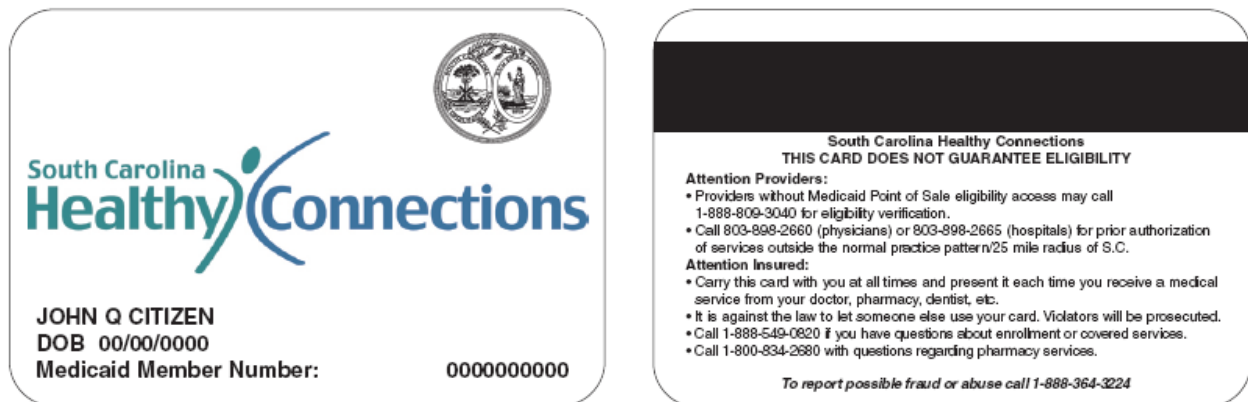 South Carolina
Healthy Connections
JOHN Q CITIZEN
DOB 00/00/0000
Medicaid Member Number: 0000000000
South Carolina Healthy Connections
THIS CARD DOES NOT GUARANTEE ELIGIBILITY
Attention Providers:
• Providers without Medicaid Point of Sale eligibility access may call
1-888-809-3040 for eligibility verification.
• Call 803-898-2660 (physicians) or 803-898-2665 (hospitals) for prior authorization
of services outside the normal practice pattern/25 mile radius of S.C.
Attention Insured:
• Carry this card with you at all times and present it each time you receive a medical
service from your doctor, pharmacy, dentist, etc.
• It is against the law to let someone else use your card. Violators will be prosecuted.
• Call 1-888-549-0820 if you have questions about enrollment or covered services.
• Call 1-800-834-2680 with questions regarding pharmacy services.
To report possible fraud or abuse call 1-888-364-3224